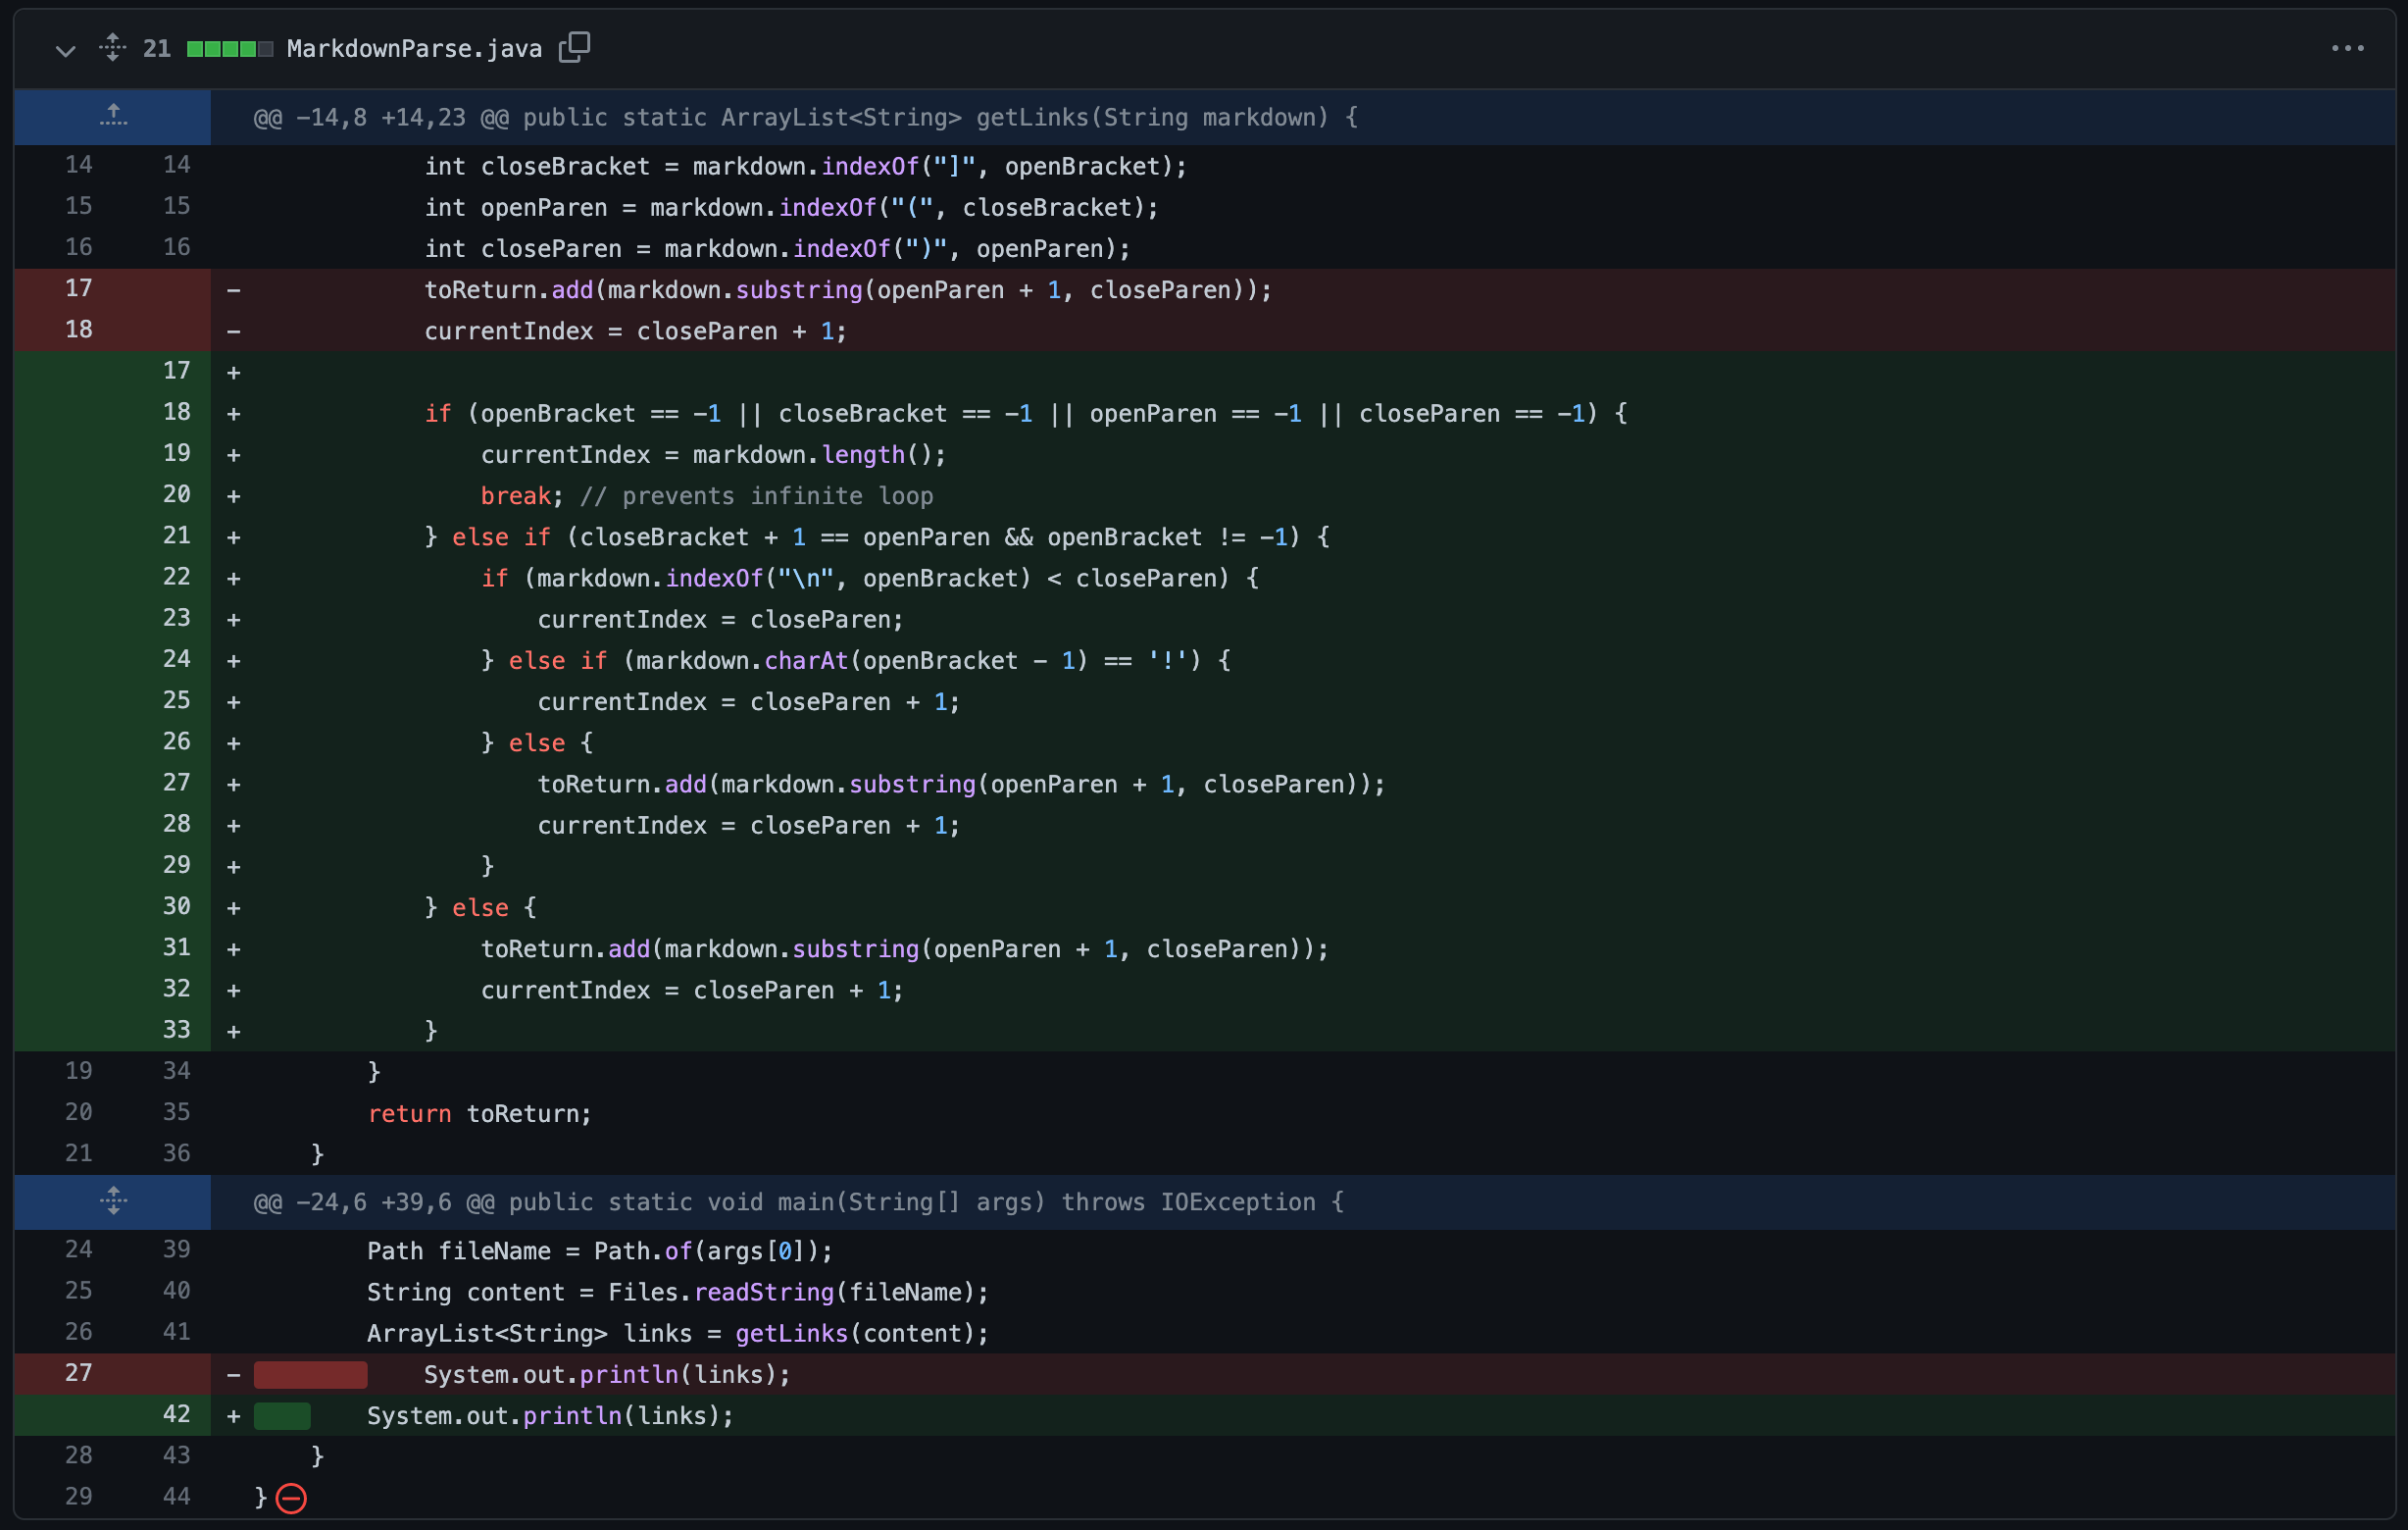 21 MarkdownParse.java
@@ -14,8 +14,23 @@ public static ArrayList<String> getLinks(String markdown) {
14 14 int closeBracket = markdown.indexOf("]", openBracket);
15 15 int openParen = markdown.indexOf("(", closeBracket);
16 16 int closeParen = markdown.indexOf(")", openParen);
17 - toReturn.add(markdown.substring(openParen + 1, closeParen));
18 - currentIndex = closeParen + 1;
17 +
18 + if (openBracket == -1 || closeBracket == -1 || openParen == -1 || closeParen == -1) {
19 + currentIndex = markdown.length();
20 + break; // prevents infinite loop
21 + } else if (closeBracket + 1 == openParen && openBracket != -1) {
22 + if (markdown.indexOf("\n", openBracket) < closeParen) {
23 + currentIndex = closeParen;
24 + } else if (markdown.charAt(openBracket - 1) == '!') {
25 + currentIndex = closeParen + 1;
26 + } else {
27 + toReturn.add(markdown.substring(openParen + 1, closeParen));
28 + currentIndex = closeParen + 1;
29 + }
30 + } else {
31 + toReturn.add(markdown.substring(openParen + 1, closeParen));
32 + currentIndex = closeParen + 1;
33 + }
19 34 }
20 35 return toReturn;
21 36 }
@@ -24,6 +39,6 @@ public static void main(String[] args) throws IOException {
24 39 Path fileName = Path.of(args[0]);
25 40 String content = Files.readString(fileName);
26 41 ArrayList<String> links = getLinks(content);
27 - System.out.println(links);
42 + System.out.println(links);
28 43 }
29 44 }